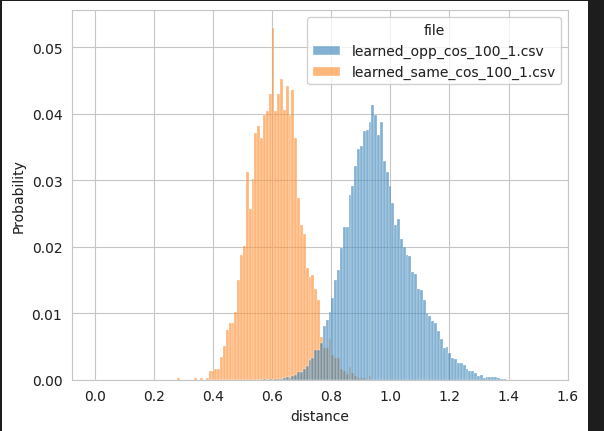 file
learned_opp_cos_100_1.csv
learned_same_cos_100_1.csv
Probability
0.05
0.04
0.03
0.02
0.01
0.00
0.0 0.2 0.4 0.6 0.8 1.0 1.2 1.4 1.6
distance